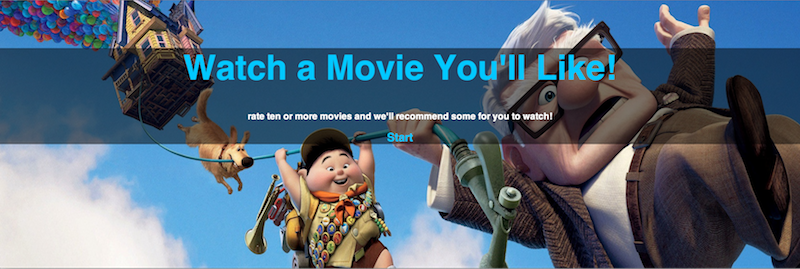 Watch a Movie You'll Like!
rate ten or more movies and we'll recommend some for you to watch!
Start